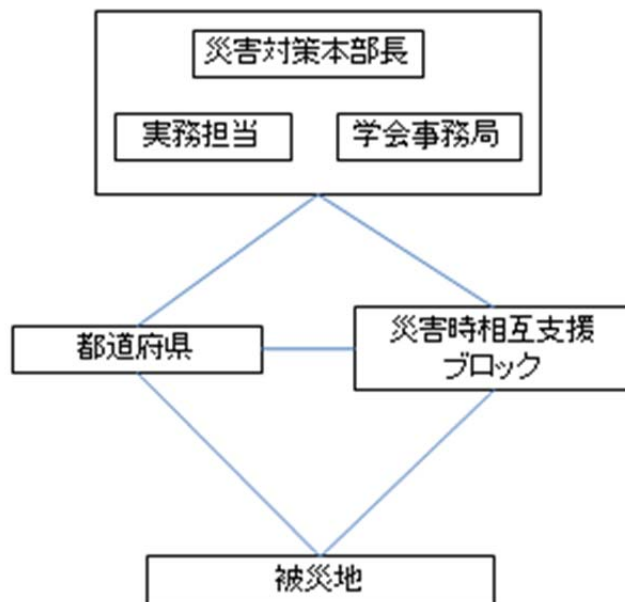 災害対策本部長
実務担当
学会事務局
都道府県
災害時相互支援
ブロック
被災地